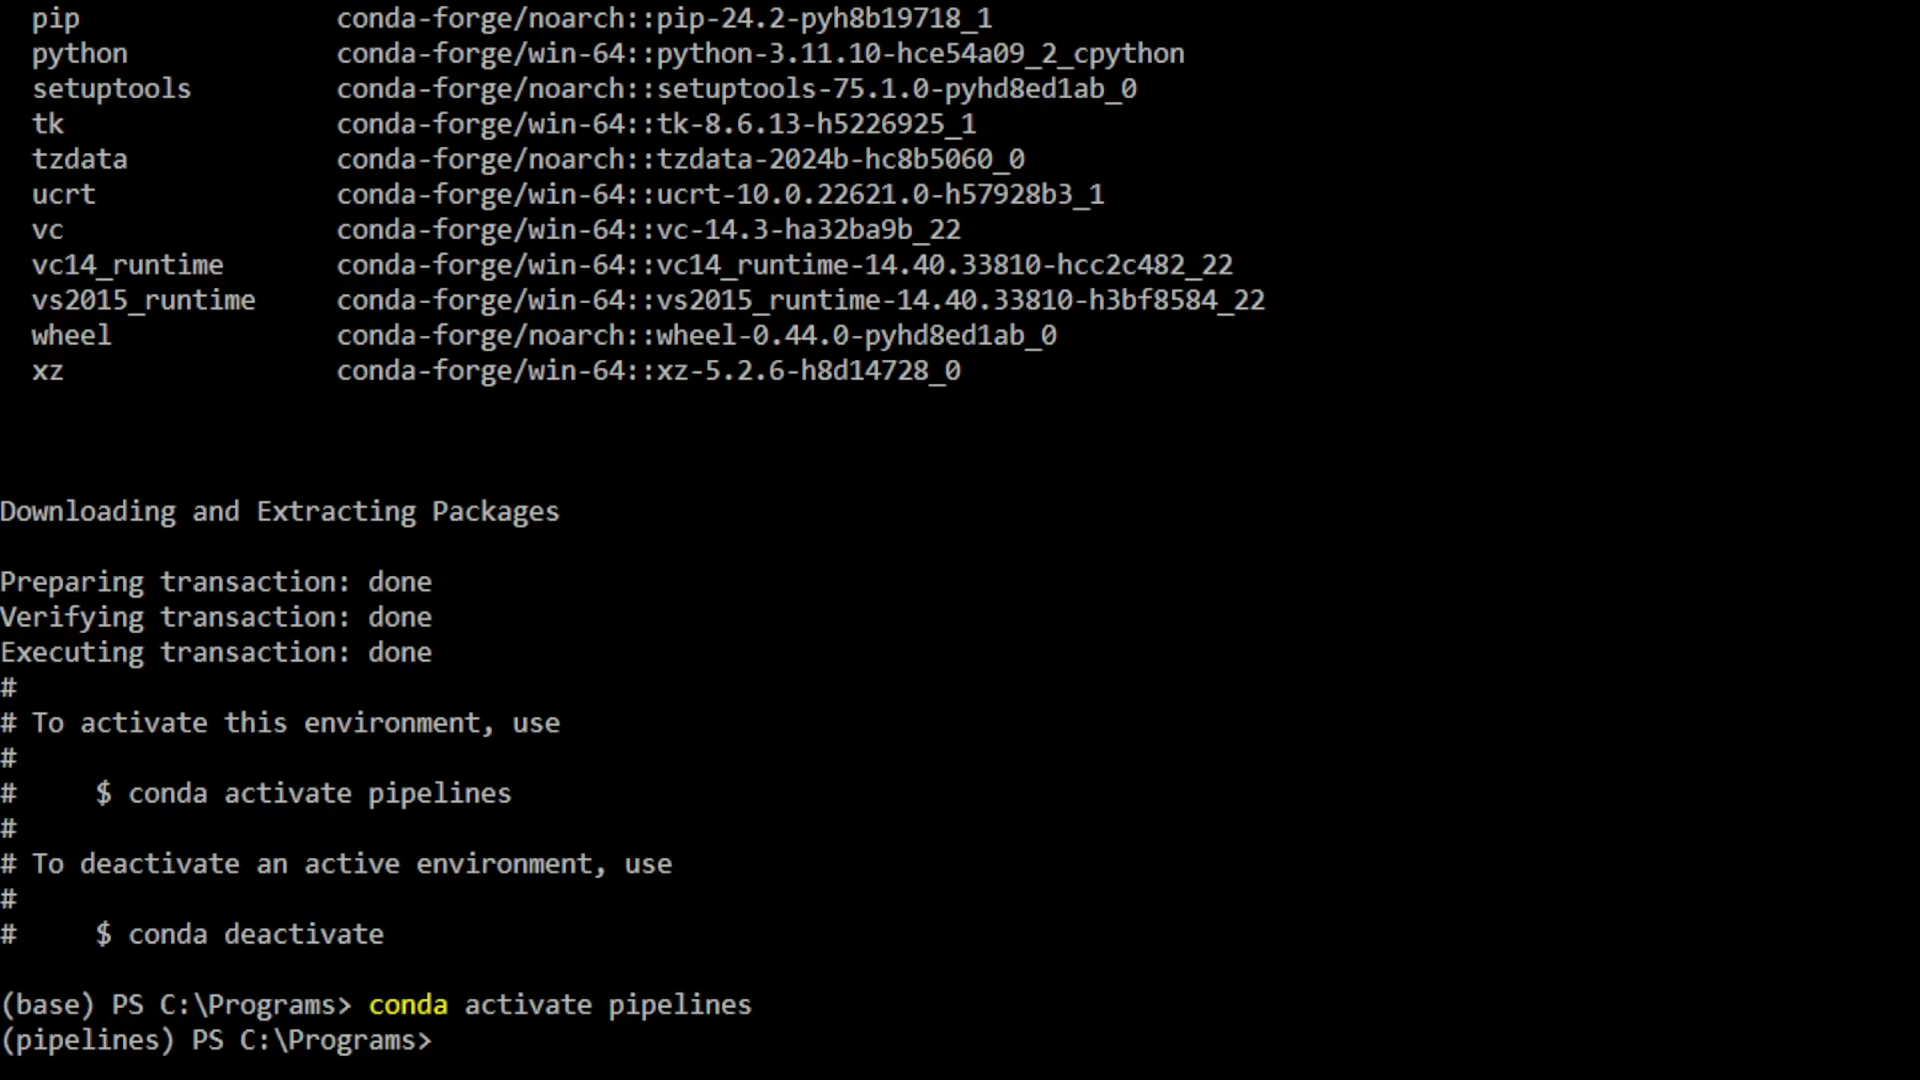 pip                conda-forge/noarch::pip-24.2-pyh8b19718_1
python             conda-forge/win-64::python-3.11.10-hce54a09_2_cpython
setuptools         conda-forge/noarch::setuptools-75.1.0-pyhd8ed1ab_0
tk                 conda-forge/win-64::tk-8.6.13-h5226925_1
tzdata             conda-forge/noarch::tzdata-2024b-hc8b5060_0
ucrt               conda-forge/win-64::ucrt-10.0.22621.0-h57928b3_1
vc                 conda-forge/win-64::vc-14.3-ha32ba9b_22
vc14_runtime       conda-forge/win-64::vc14_runtime-14.40.33810-hcc2c482_22
vs2015_runtime     conda-forge/win-64::vs2015_runtime-14.40.33810-h3bf8584_22
wheel              conda-forge/noarch::wheel-0.44.0-pyhd8ed1ab_0
xz                 conda-forge/win-64::xz-5.2.6-h8d14728_0
Downloading and Extracting Packages
Preparing transaction: done
Verifying transaction: done
Executing transaction: done
#
# To activate this environment, use
#
#     $ conda activate pipelines
#
# To deactivate an active environment, use
#
#     $ conda deactivate
(base) PS C:\Programs> conda activate pipelines
(pipelines) PS C:\Programs>